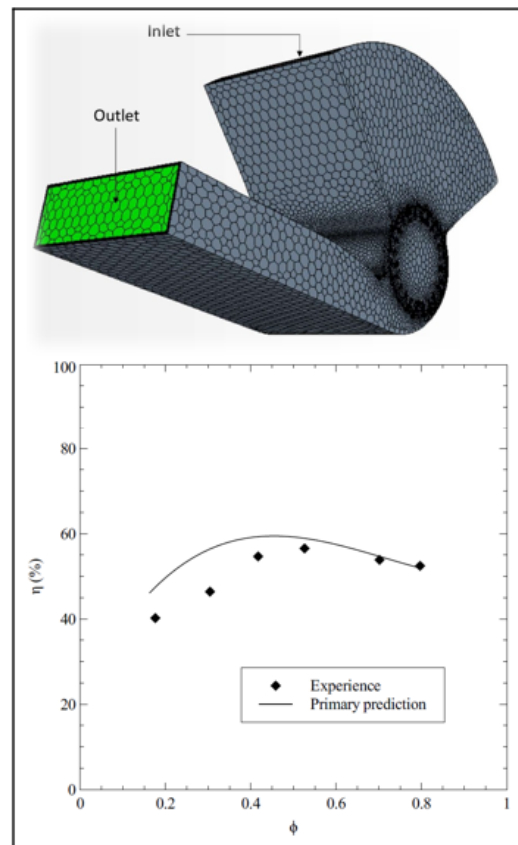 Inlet
Outlet
100
80
60
40
20
0
η (%)
Experience
Primary prediction
0
0.2
0.4
0.6
0.8
1
ϕ